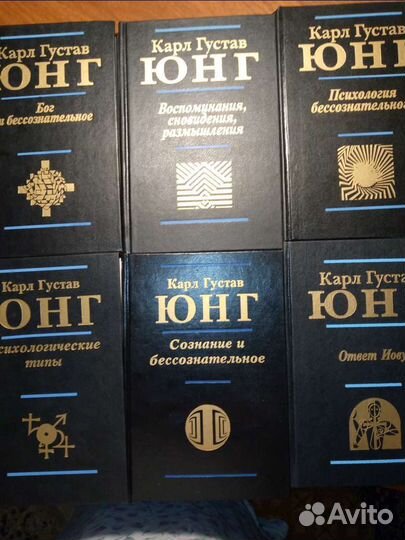 Карл Густав
ЮНГ
Бог
и бессознательное
Карл Густав
ЮНГ
Воспоминания,
сновидения,
размышления
Карл Густав
ЮНГ
Психология
бессознательного
Карл Густав
ЮНГ
Психологические
типы
Карл Густав
ЮНГ
Сознание и
бессознательное
Карл Густав
ЮНГ
Ответ Иову
Avito